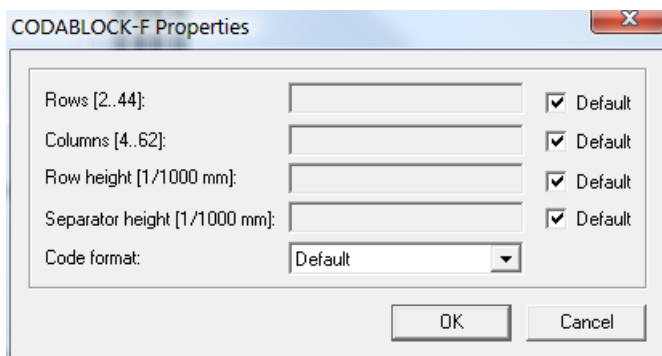 CODABLOCK-F Properties
Rows [2..44]:
Default
Columns [4..62]:
Default
Row height [1/1000 mm]:
Default
Separator height [1/1000 mm]:
Default
Code format:
Default
OK
Cancel